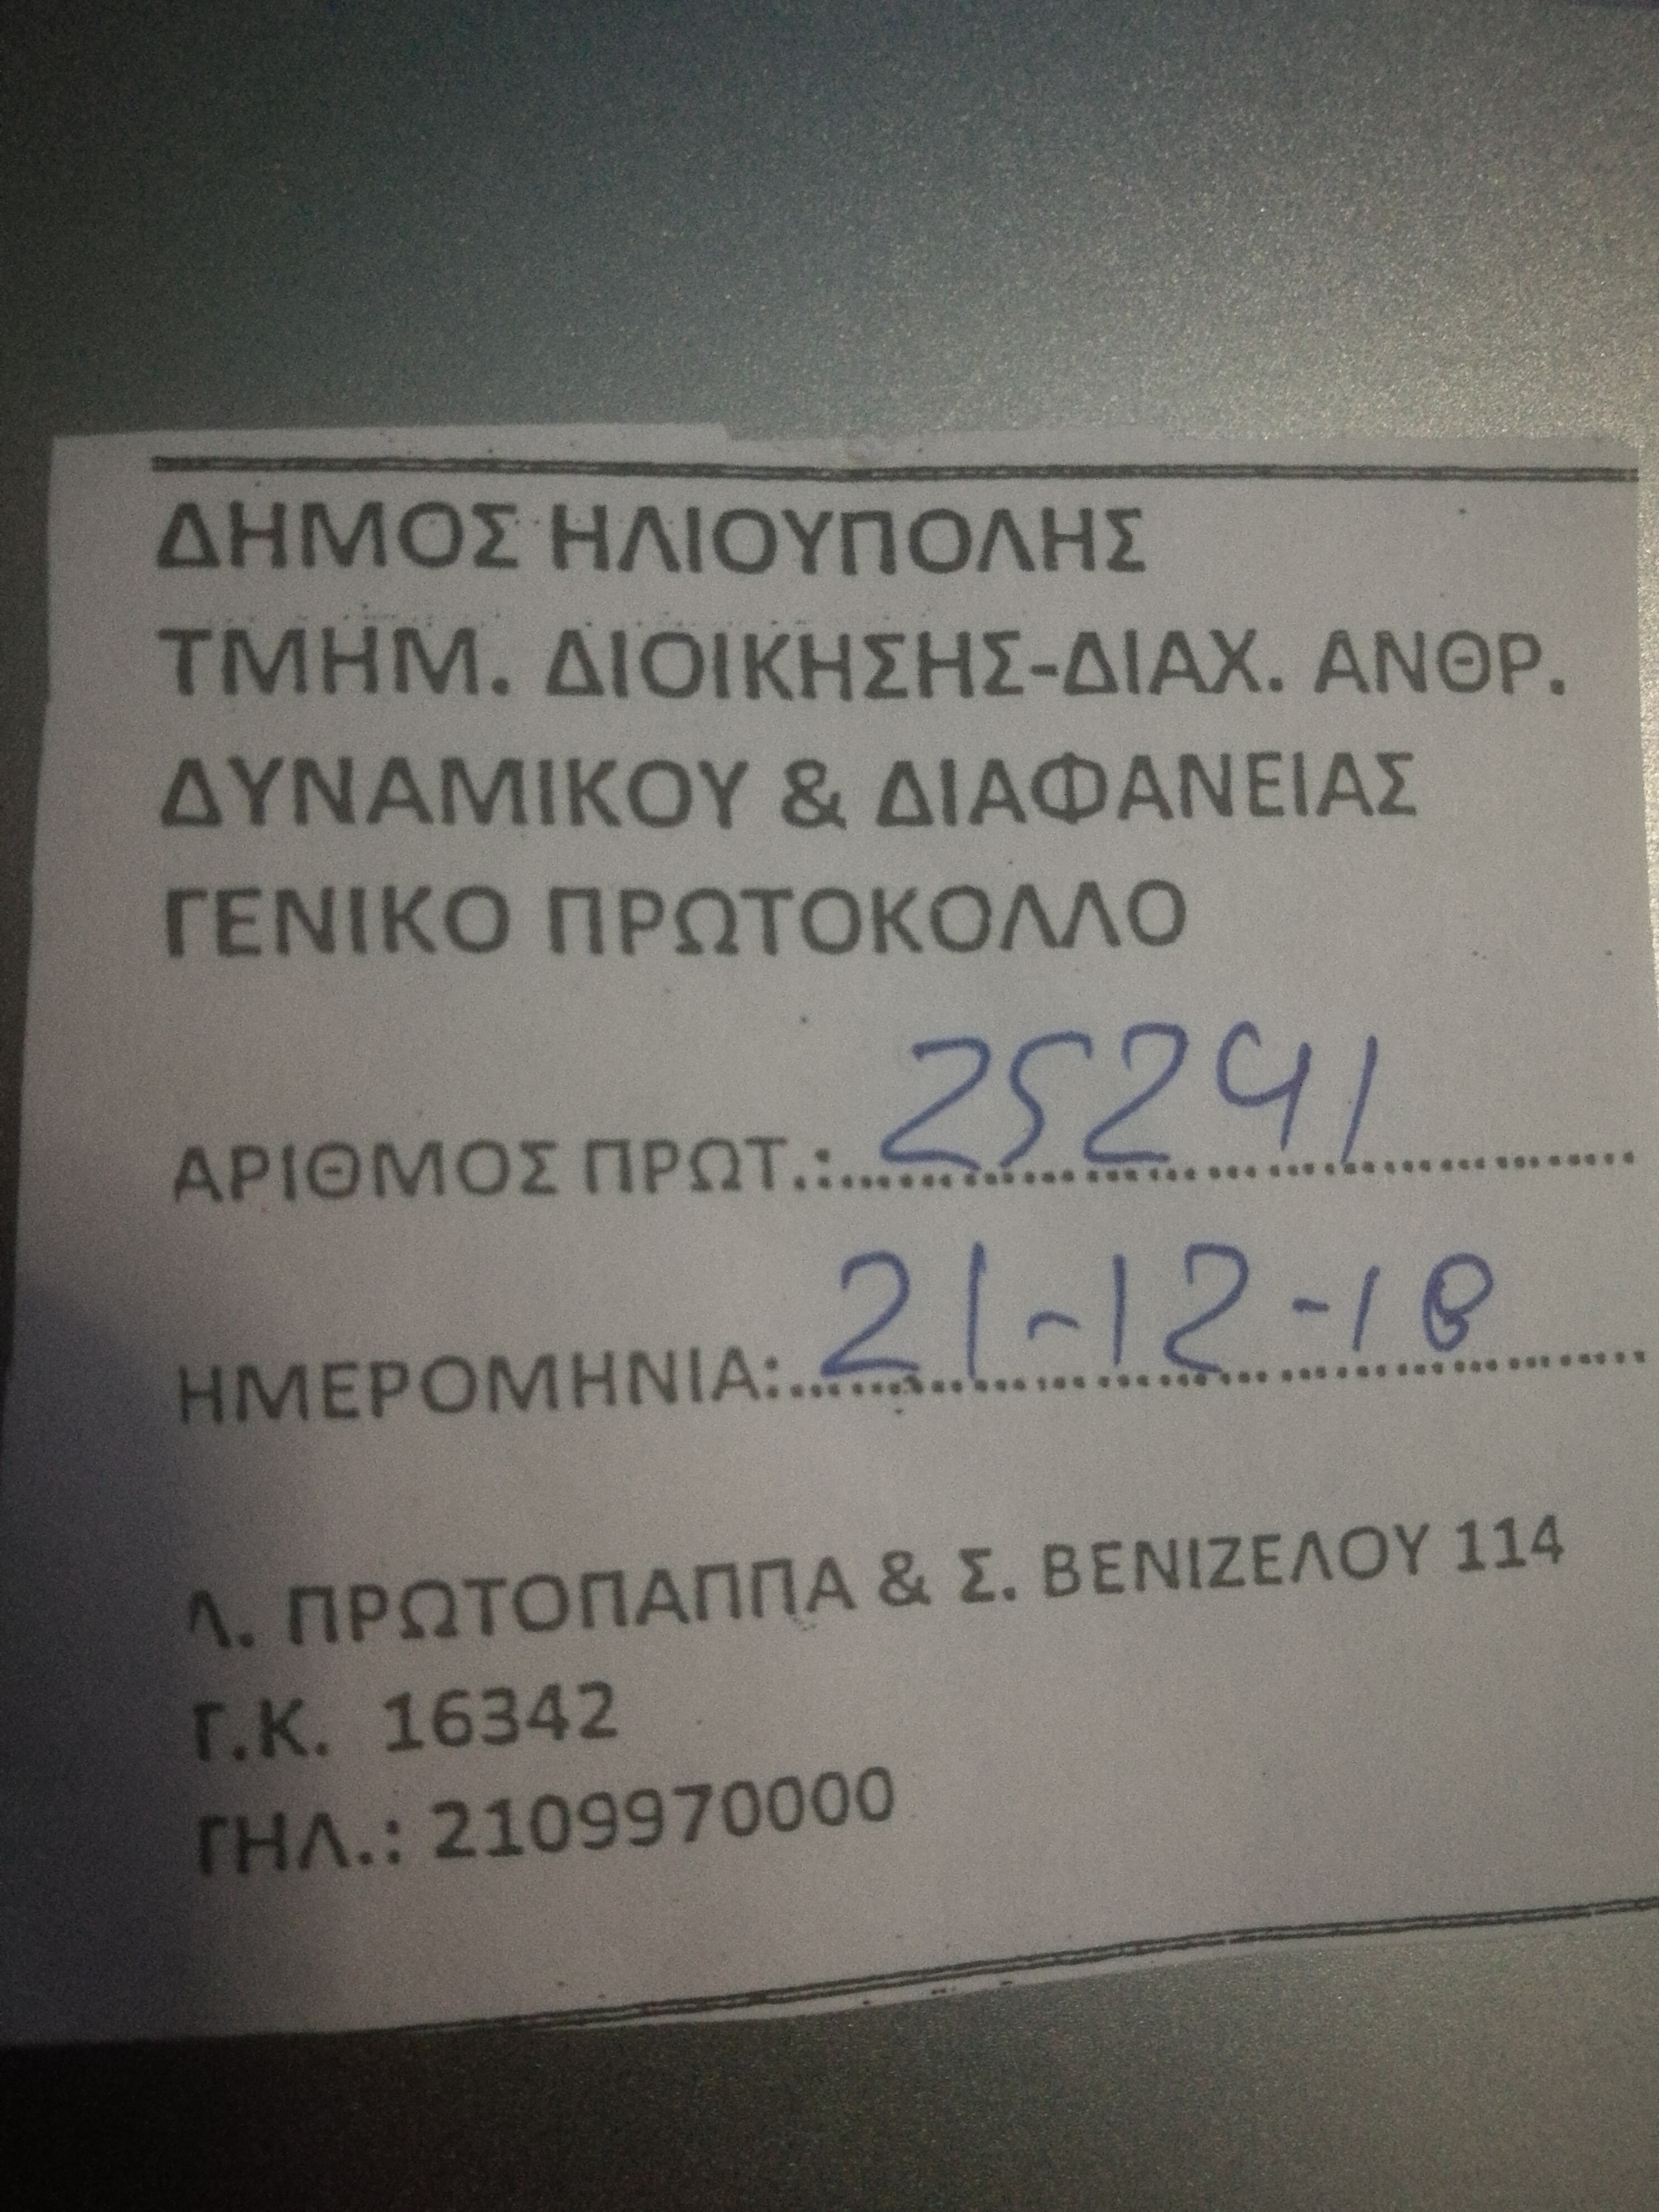 ΔΗΜΟΣ ΗΛΙΟΥΠΟΛΗΣ
ΤΜΗΜ. ΔΙΟΙΚΗΣΗΣ-ΔΙΑΧ. ΑΝΘΡ.
ΔΥΝΑΜΙΚΟΥ & ΔΙΑΦΑΝΕΙΑΣ
ΓΕΝΙΚΟ ΠΡΩΤΟΚΟΛΛΟ
ΑΡΙΘΜΟΣ ΠΡΩΤ.: 25241
ΗΜΕΡΟΜΗΝΙΑ: 21-12-18
Λ. ΠΡΩΤΟΠΑΠΠΑ & Σ. ΒΕΝΙΖΕΛΟΥ 114
Τ.Κ. 16342
ΤΗΛ.: 2109970000